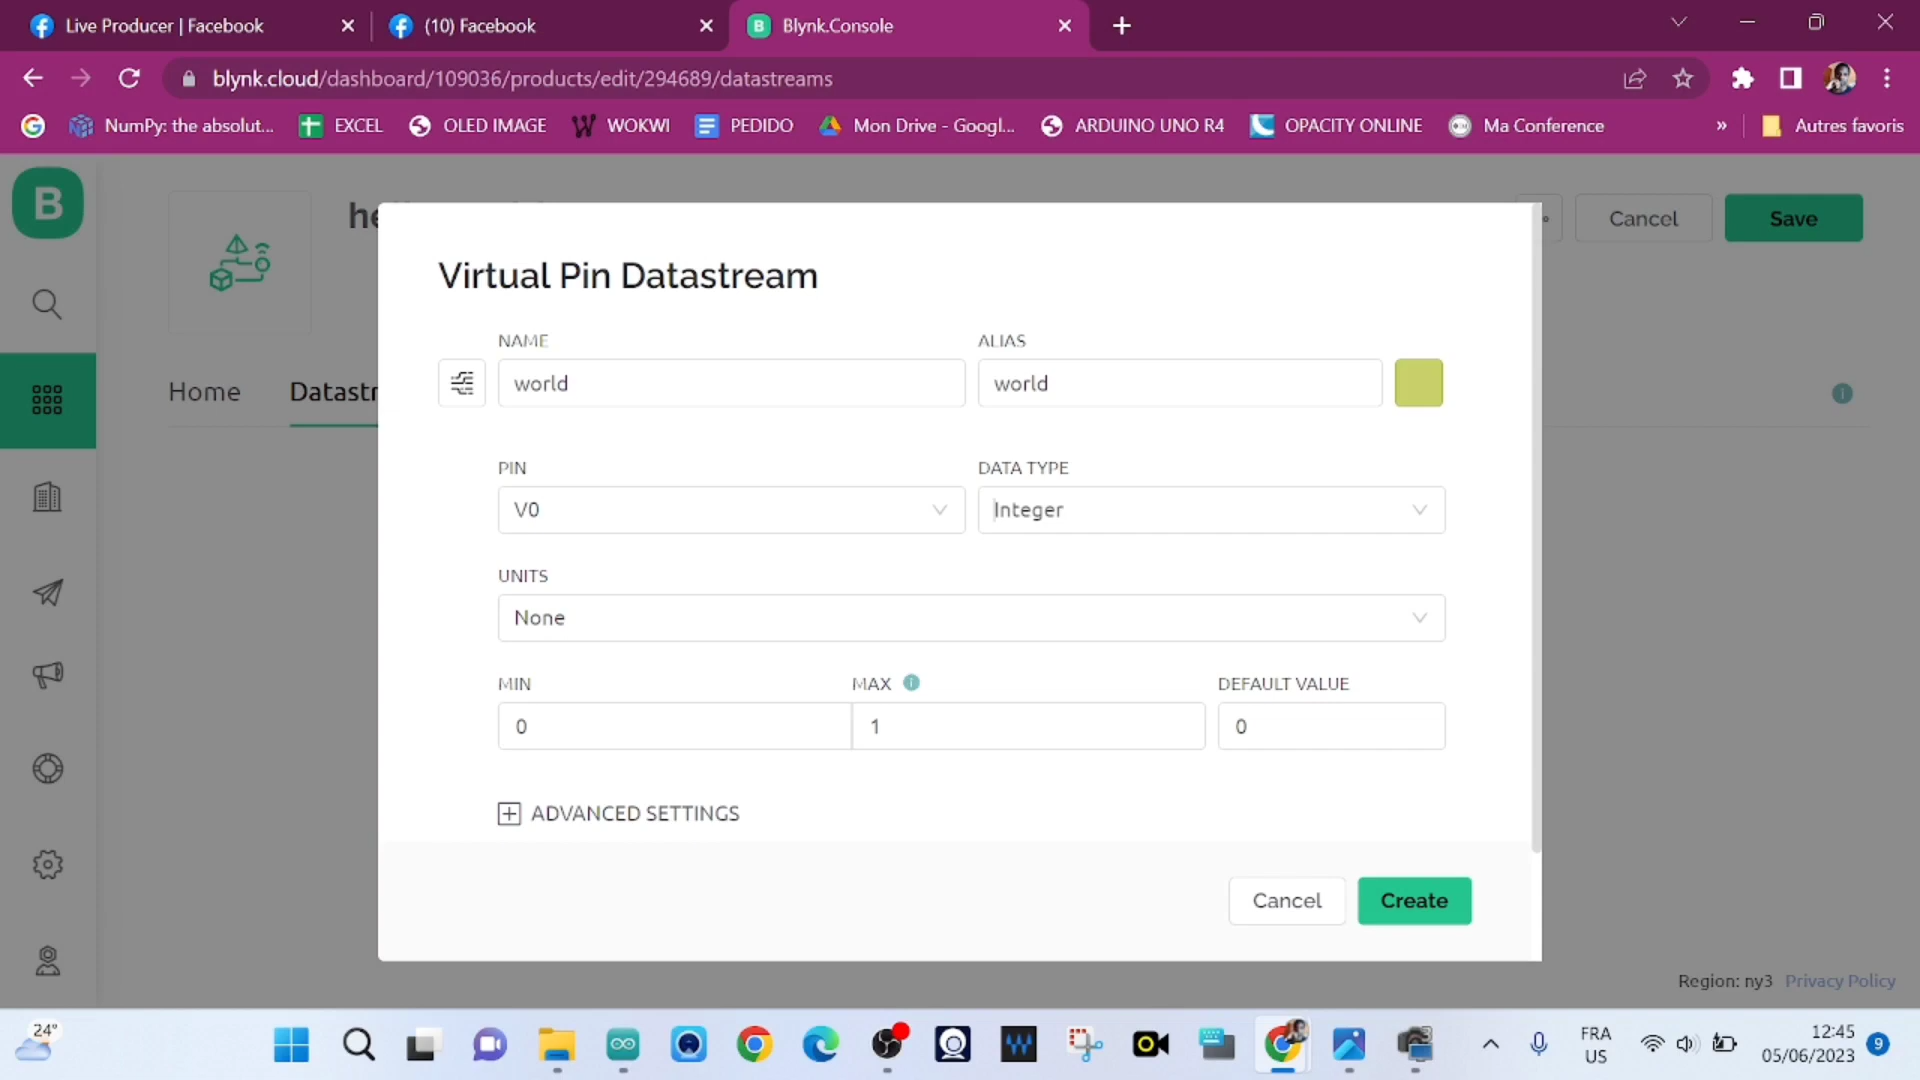 Live Producer | Facebook
(10) Facebook
Blynk.Console
blynk.cloud/dashboard/109036/products/edit/294689/datastreams
NumPy: the absolut...
EXCEL
OLED IMAGE
WOKWI
PEDIDO
Mon Drive - Googl...
ARDUINO UNO R4
OPACITY ONLINE
Ma Conference
»
Autres favoris
B
Cancel
Save
Home
Datastr
Virtual Pin Datastream
NAME
ALIAS
world
world
PIN
DATA TYPE
V0
Integer
UNITS
None
MIN
MAX
DEFAULT VALUE
0
1
0
ADVANCED SETTINGS
Cancel
Create
Region: ny3 Privacy Policy
24°
FRA
US
12:45
05/06/2023
9